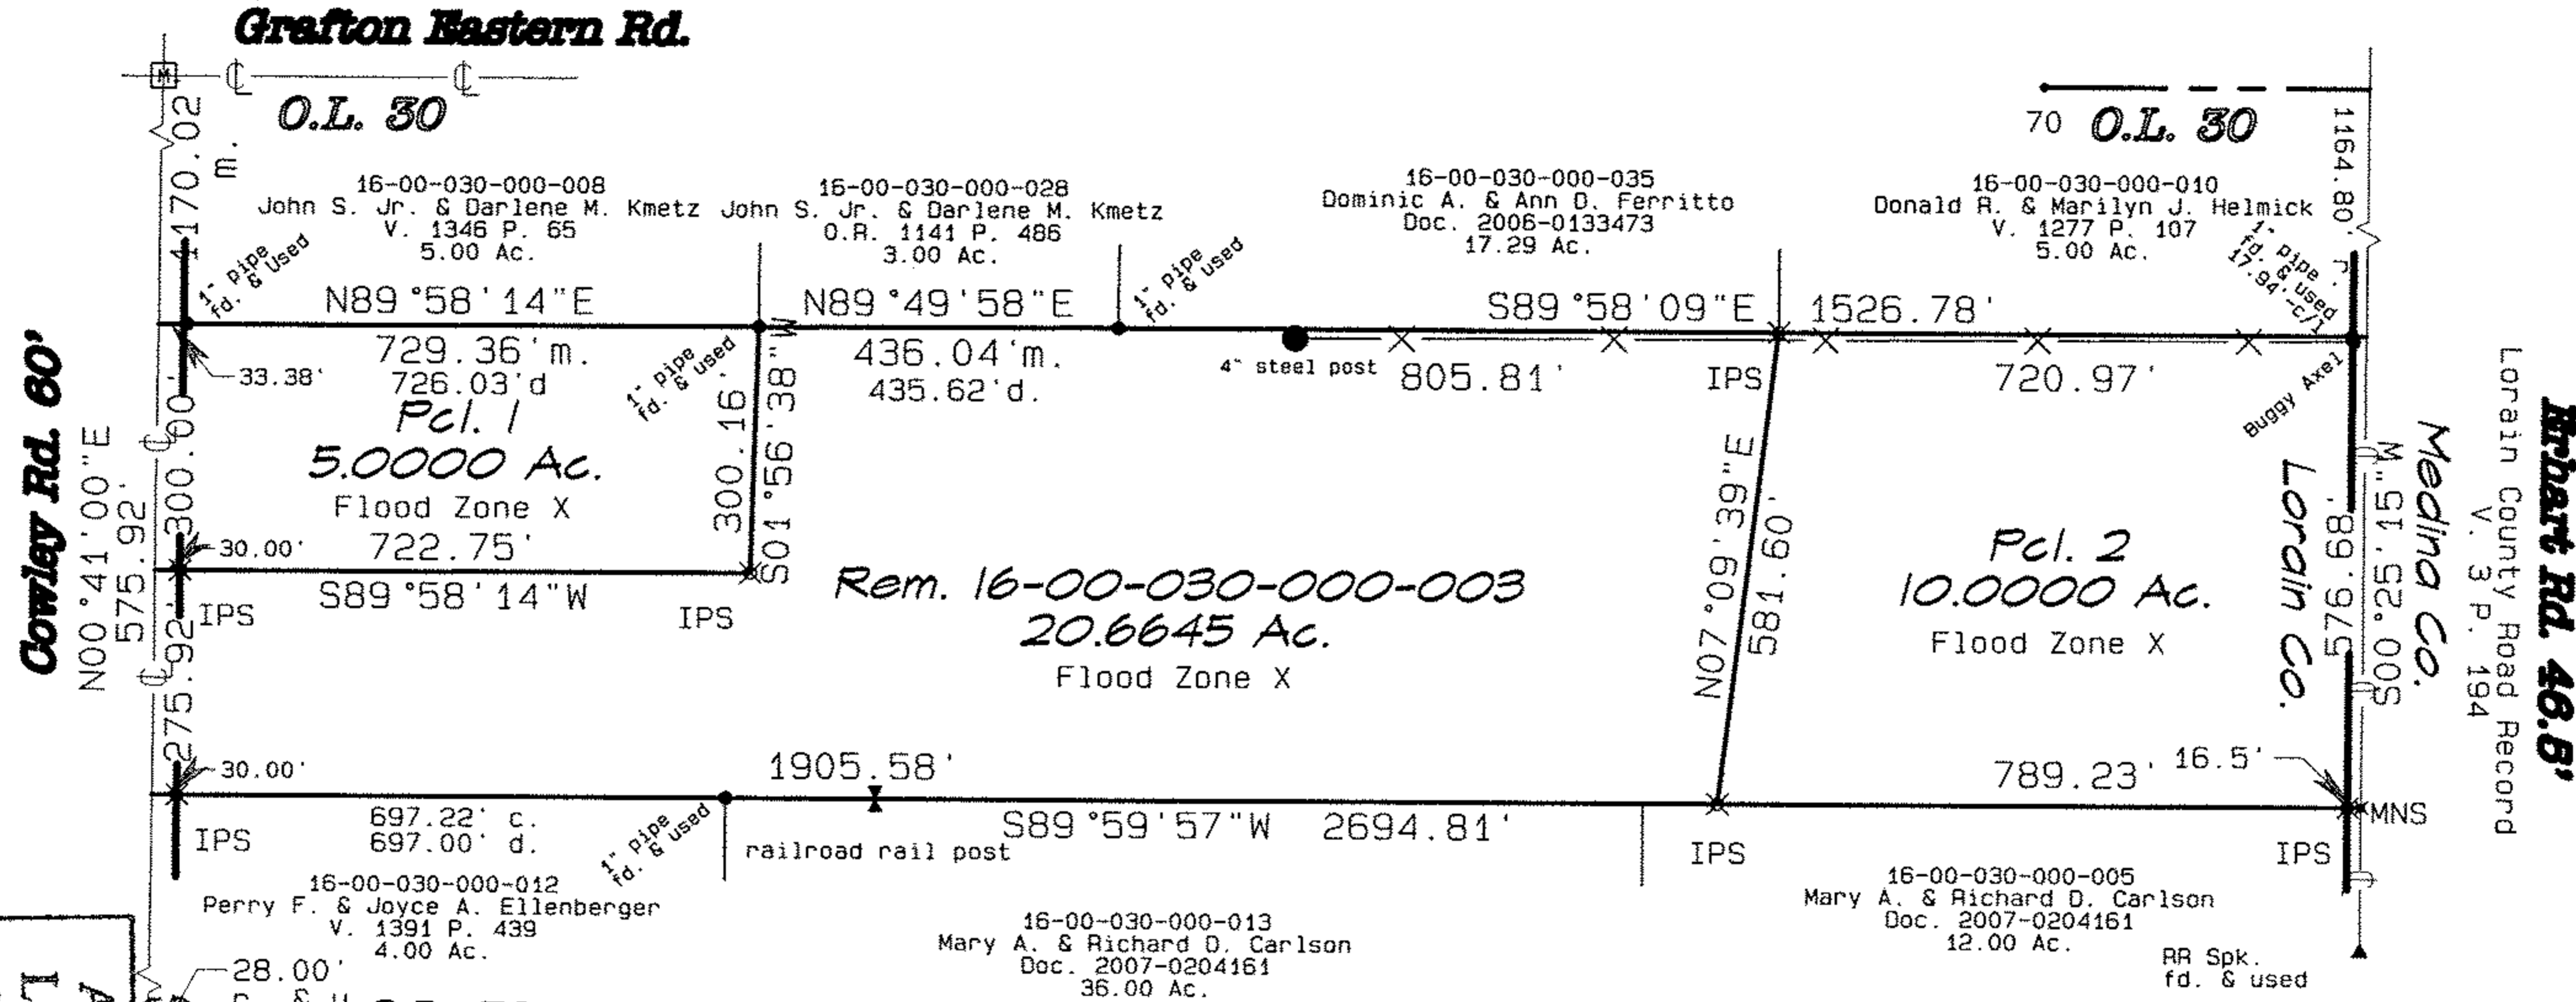 Grafton Eastern Rd.
M
O.L. 30
70 O.L. 30
1170.02'
m.
1164.80' r.
16-00-030-000-008
John S. Jr. & Darlene M. Kmetz
V. 1346 P. 65
5.00 Ac.
16-00-030-000-028
John S. Jr. & Darlene M. Kmetz
O.R. 1141 P. 486
3.00 Ac.
16-00-030-000-035
Dominic A. & Ann D. Ferritto
Doc. 2006-0133473
17.29 Ac.
16-00-030-000-010
Donald R. & Marilyn J. Helmick
V. 1277 P. 107
5.00 Ac.
1" pipe
fd. & used
1" pipe
fd. & used
1" pipe
fd. & used
17.94'-c/l
N89°58'14"E
N89°49'58"E
S89°58'09"E
1526.78'
729.36'm.
726.03'd
436.04'm.
435.62'd.
4" steel post
805.81'
IPS
720.97'
Buggy Axel
33.38'
1" pipe
fd. & used
Pcl. 1
5.0000 Ac.
Flood Zone X
300.00'
300.16'
S01°56'38"W
Cowley Rd. 60'
N00°41'00"E
575.92'
30.00'
722.75'
S89°58'14"W
IPS
IPS
275.92'
Rem. 16-00-030-000-003
20.6645 Ac.
Flood Zone X
N07°09'39"E
581.60'
Pcl. 2
10.0000 Ac.
Flood Zone X
Lorain Co.
576.69'
S00°25'15"W
Medina Co.
Lorain County Road Record
V. 3 P. 194
Erhart Rd. 46.8'
30.00'
1905.58'
789.23'
16.5'
MNS
IPS
697.22' c.
697.00' d.
1" pipe
fd. & used
S89°59'57"W 2694.81'
railroad rail post
IPS
IPS
16-00-030-000-012
Perry F. & Joyce A. Ellenberger
V. 1391 P. 439
4.00 Ac.
16-00-030-000-013
Mary A. & Richard D. Carlson
Doc. 2007-0204161
36.00 Ac.
16-00-030-000-005
Mary A. & Richard D. Carlson
Doc. 2007-0204161
12.00 Ac.
RR Spk.
fd. & used
28.00'